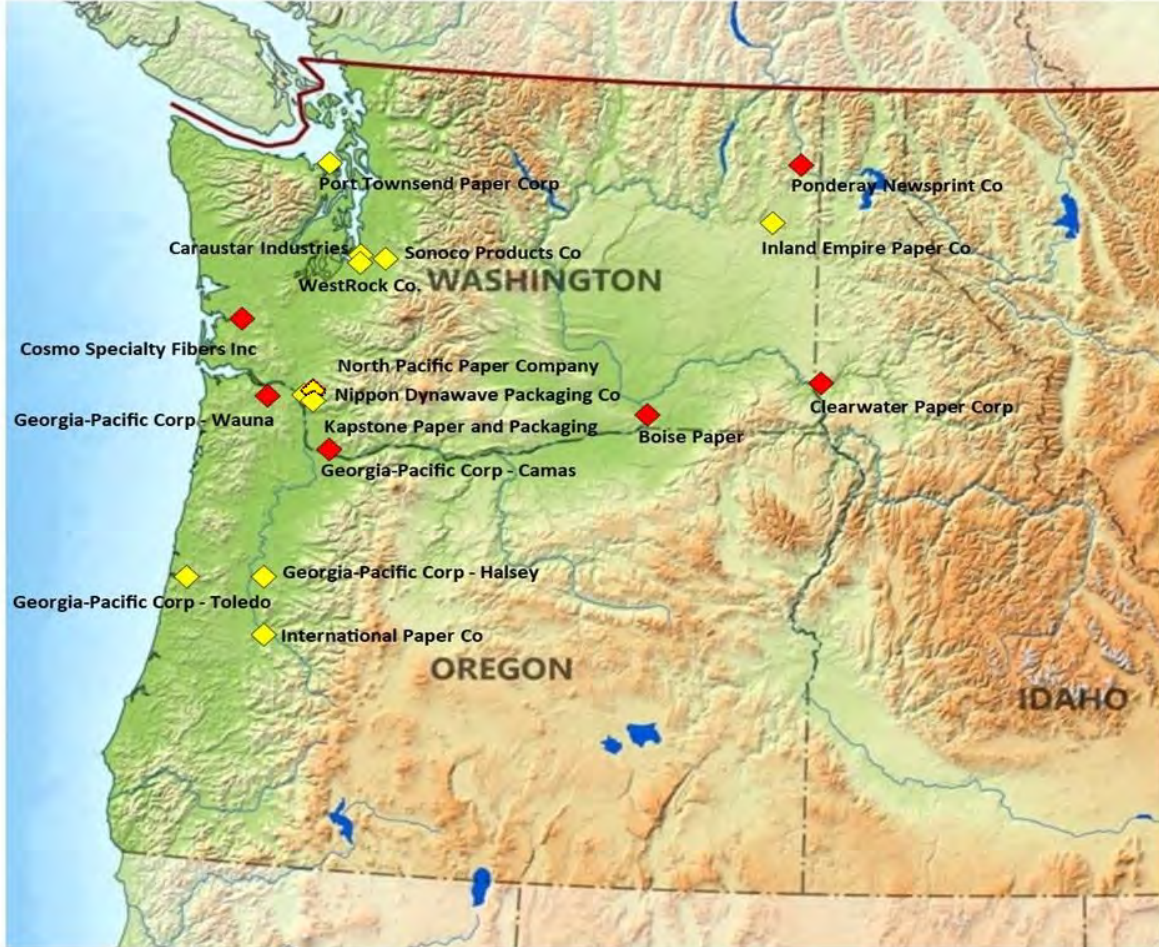 Port Townsend Paper Corp
Ponderay Newsprint Co
Caraustar Industries
Sonoco Products Co
Inland Empire Paper Co
WestRock Co.
WASHINGTON
Cosmo Specialty Fibers Inc
North Pacific Paper Company
Nippon Dynawave Packaging Co
Clearwater Paper Corp
Georgia-Pacific Corp - Wauna
Kapstone Paper and Packaging
Boise Paper
Georgia-Pacific Corp - Camas
Georgia-Pacific Corp - Halsey
Georgia-Pacific Corp - Toledo
International Paper Co
OREGON
IDAHO